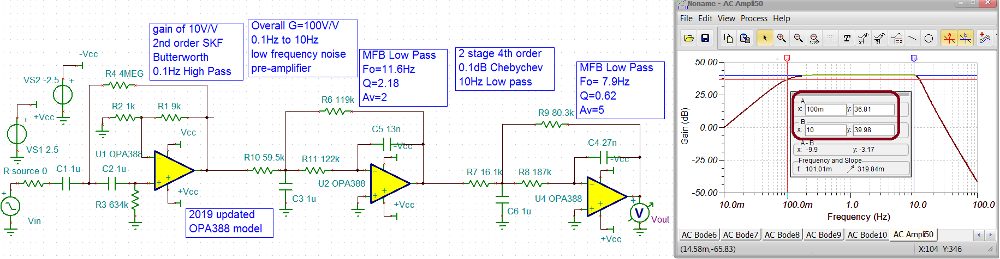 gain of 10V/V
2nd order SKF
Butterworth
0.1Hz High Pass
Overall G=100V/V
0.1Hz to 10Hz
low frequency noise
pre-amplifier
MFB Low Pass
Fo=11.6Hz
Q=2.18
Av=2
2 stage 4th order
0.1dB Chebychev
10Hz Low pass
MFB Low Pass
Fo= 7.9Hz
Q=0.62
Av=5
-Vcc
VS2 -2.5
+
+Vcc
+
VS1 2.5
R4 4MEG
R2 1k
R1 9k
-Vcc
U1 OPA388
R source 0
C1 1u
C2 1u
+Vcc
R3 634k
+
Vin
2019 updated
OPA388 model
R6 119k
C5 13n
-Vcc
R10 59.5k
R11 122k
U2 OPA388
C3 1u
+Vcc
R9 80.3k
C4 27n
-Vcc
R7 16.1k
R8 187k
U4 OPA388
C6 1u
+Vcc
+
V
Vout
Noname - AC Ampli50
File Edit View Process Help
100%
T
a
b
a
b
50.00
25.00
0.00
-25.00
-50.00
Gain (dB)
A
x: 100m y: 36.81
B
x: 10 y: 39.98
A - B
x: -9.9 y: -3.17
Frequency and Slope
f: 101.01m 319.84m
10.0m 100.0m 1.0 10.0 100.0
Frequency (Hz)
AC Bode6 AC Bode7 AC Bode8 AC Bode9 AC Bode10 AC Ampli50
(14.58m,-65.83) X:104 Y:346